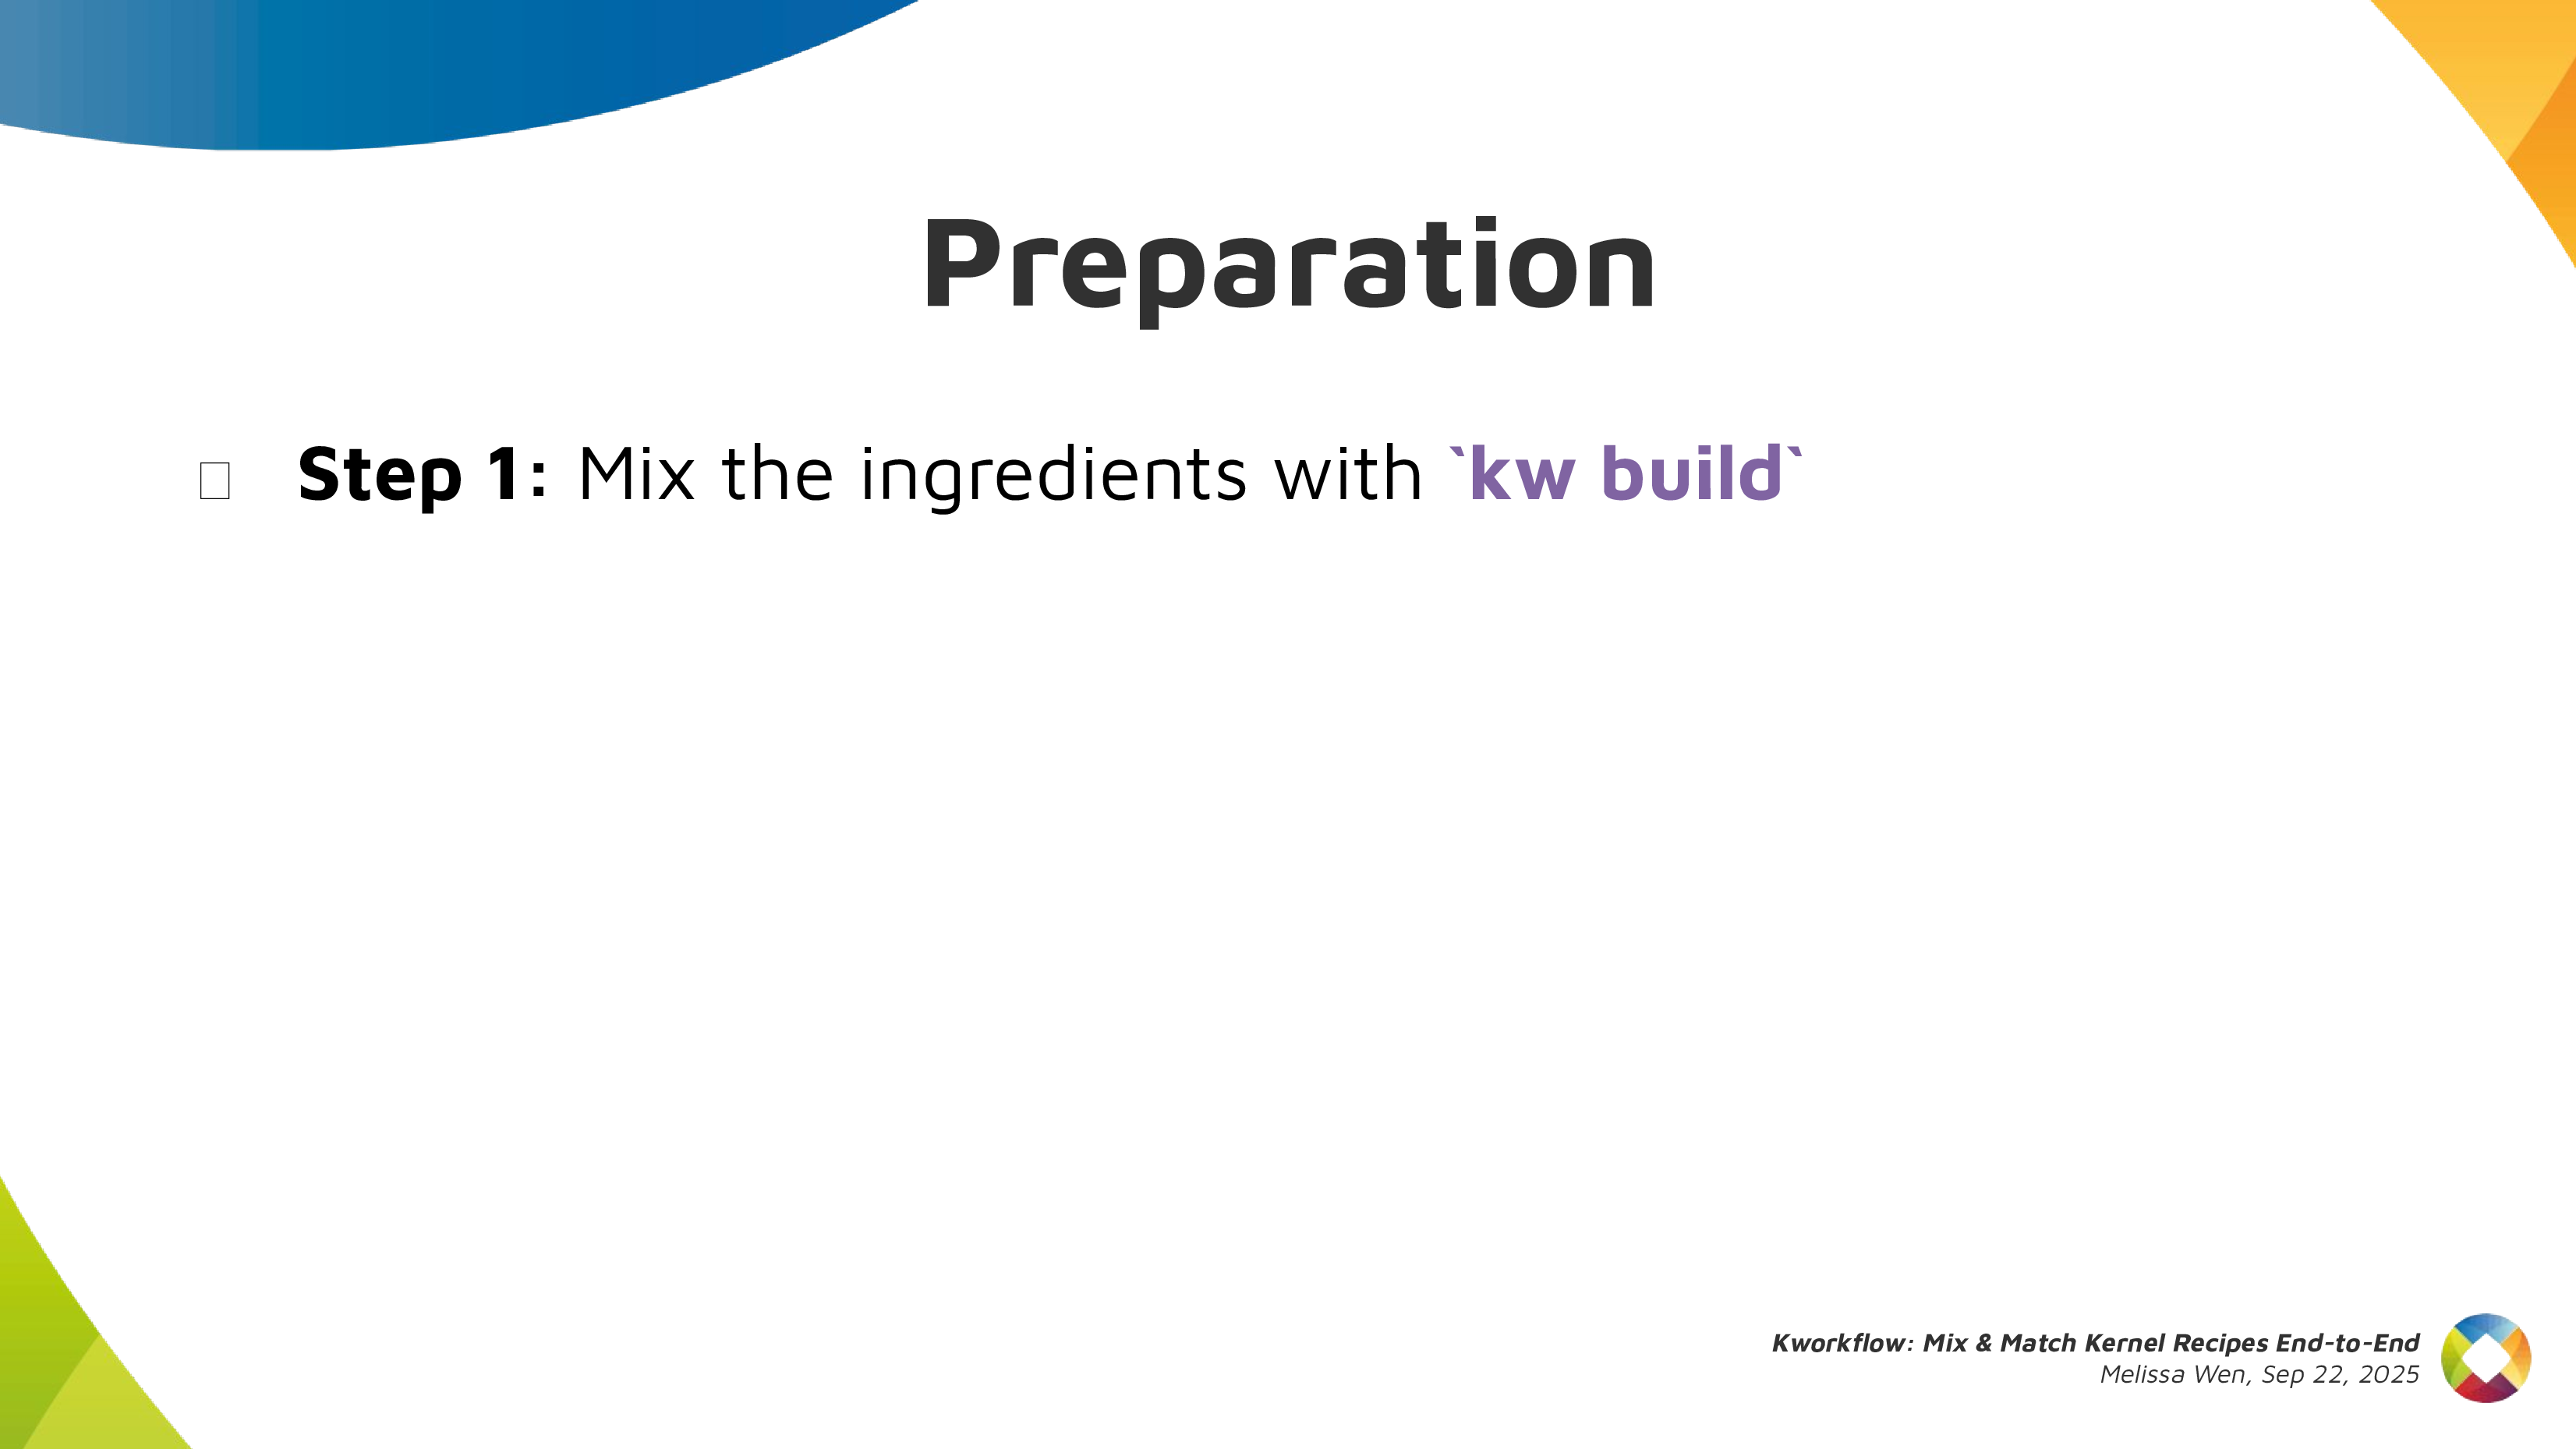 Preparation
Step 1: Mix the ingredients with `kw build`
Kworkflow: Mix & Match Kernel Recipes End-to-End
Melissa Wen, Sep 22, 2025